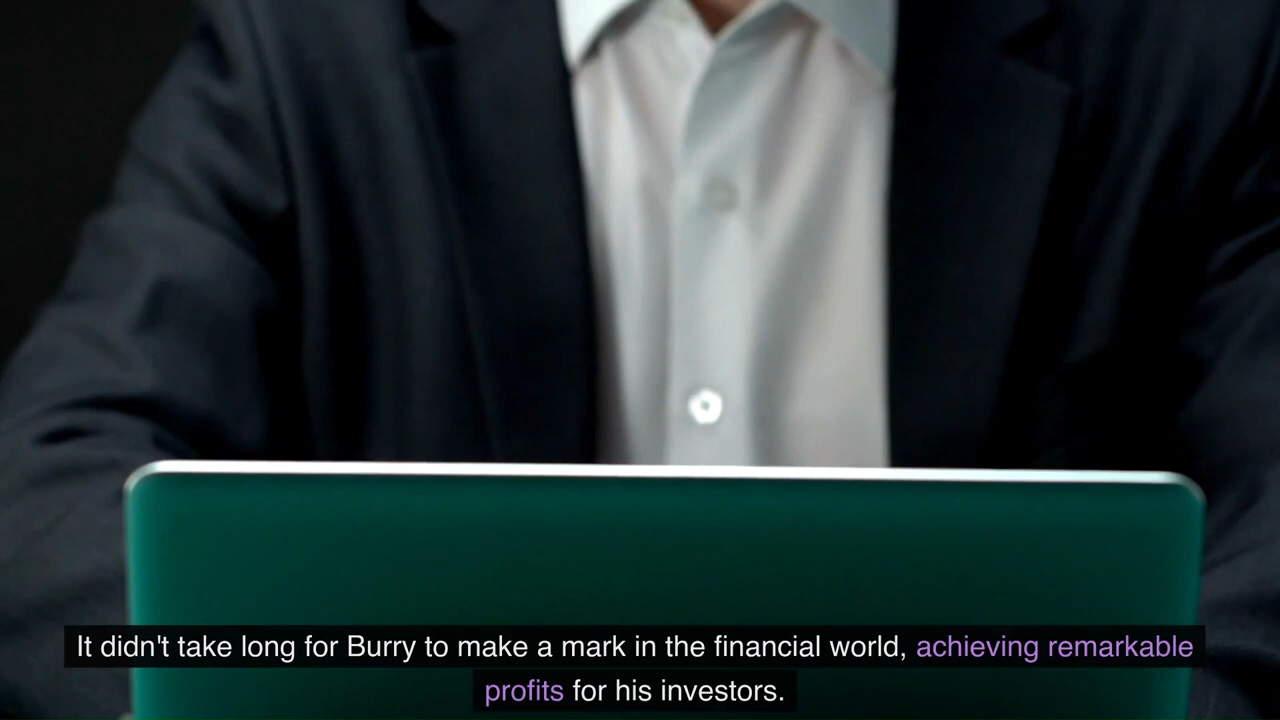 It didn't take long for Burry to make a mark in the financial world, achieving remarkable
profits for his investors.